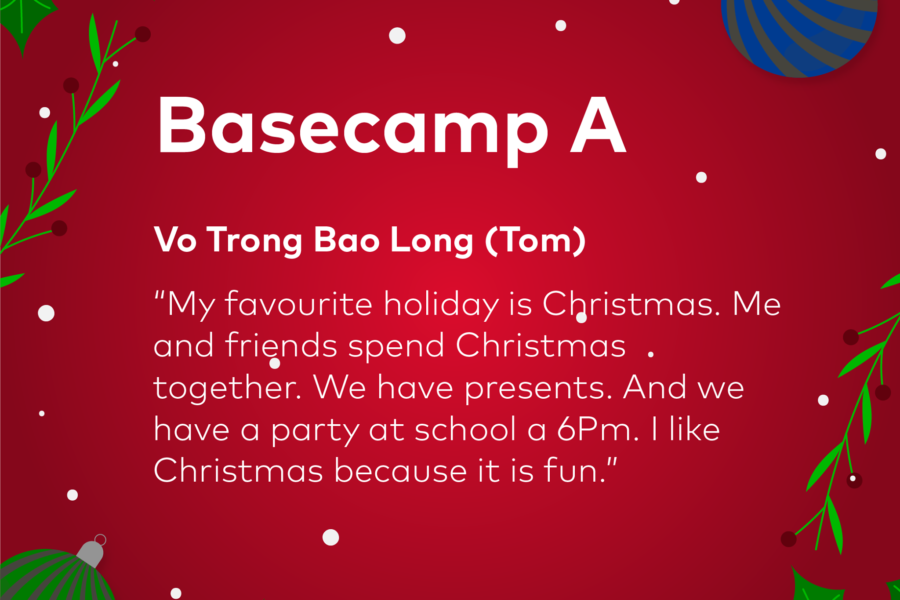 Basecamp A
Vo Trong Bao Long (Tom)
“My favourite holiday is Christmas. Me
and friends spend Christmas
together. We have presents. And we
have a party at school a 6Pm. I like
Christmas because it is fun.”